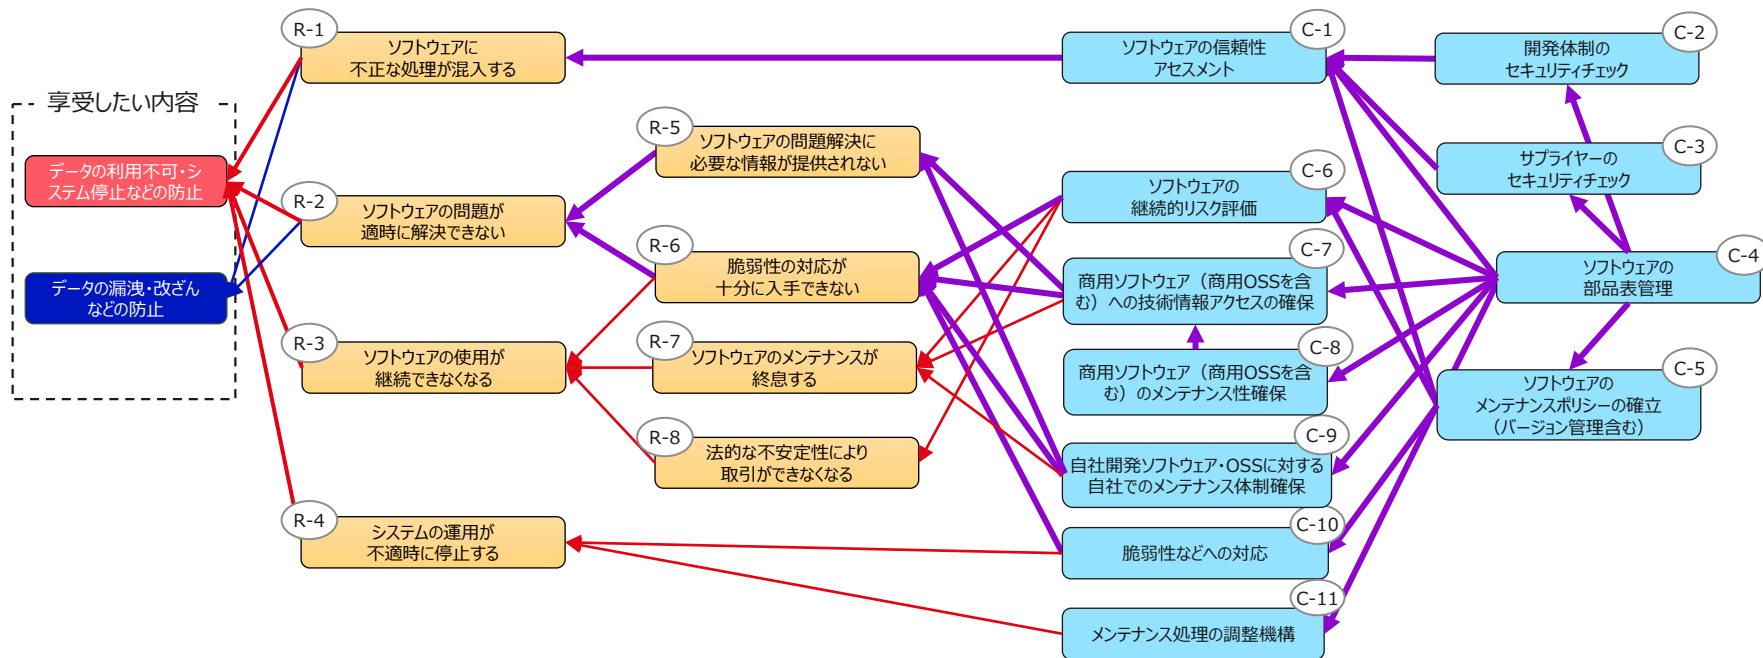 享受したい内容
データの利用不可・シ
ステム停止などの防止
データの漏洩・改ざん
などの防止
R-1
ソフトウェアに
不正な処理が混入する
R-2
ソフトウェアの問題が
適時に解決できない
R-3
ソフトウェアの使用が
継続できなくなる
R-4
システムの運用が
不適時に停止する
R-5
ソフトウェアの問題解決に
必要な情報が提供されない
R-6
脆弱性の対応が
十分に入手できない
R-7
ソフトウェアのメンテナンスが
終息する
R-8
法的な不安定性により
取引ができなくなる
C-1
ソフトウェアの信頼性
アセスメント
C-6
ソフトウェアの
継続的リスク評価
C-7
商用ソフトウェア（商用OSSを含
む）への技術情報アクセスの確保
C-8
商用ソフトウェア（商用OSSを含
む）のメンテナンス性確保
C-9
自社開発ソフトウェア・OSSに対する
自社でのメンテナンス体制確保
C-10
脆弱性などへの対応
C-11
メンテナンス処理の調整機構
C-2
開発体制の
セキュリティチェック
C-3
サプライヤーの
セキュリティチェック
C-4
ソフトウェアの
部品表管理
C-5
ソフトウェアの
メンテナンスポリシーの確立
（バージョン管理含む）